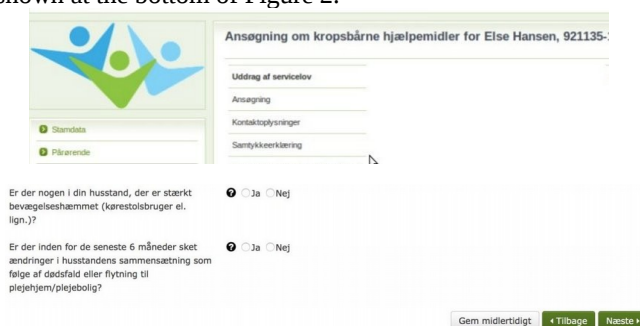 shown at the bottom of Figure 2.
Ansøgning om kropsbårne hjælpemidler for Else Hansen, 921135-
Uddrag af servicelov
Ansøgning
Kontaktoplysninger
Samtykkeerklæring
Stamdata
Pårørende
Er der nogen i din husstand, der er stærkt
bevægelseshæmmet (kørestolsbruger el.
lign.)?
Ja Nej
Er der inden for de seneste 6 måneder sket
ændringer i husstandens sammensætning som
følge af dødsfald eller flytning til
plejehjem/plejebolig?
Ja Nej
Gem midlertidigt Tilbage Næste